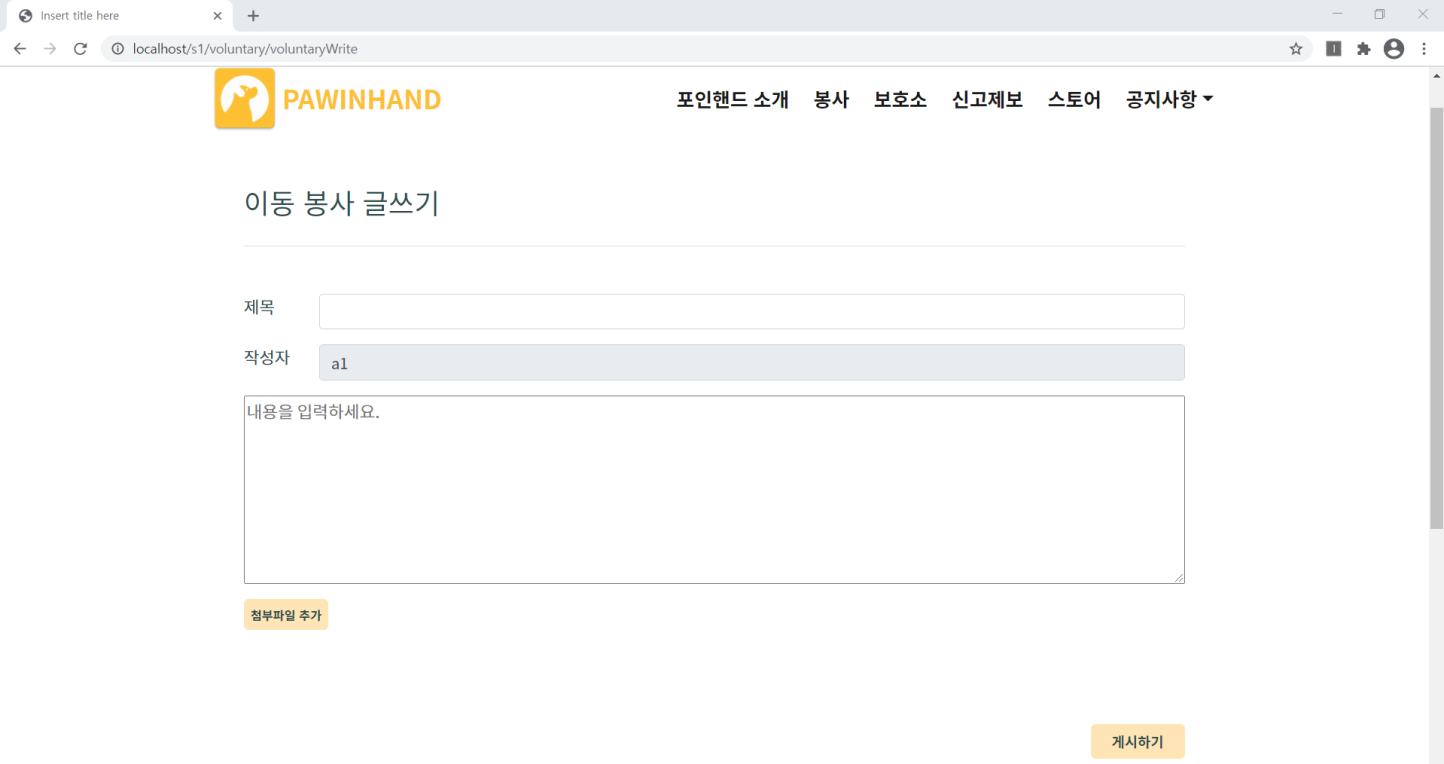 Insert title here
localhost/s1/voluntary/voluntaryWrite
PAWINHAND 포인핸드 소개 봉사 보호소 신고제보 스토어 공지사항
이동 봉사 글쓰기
제목
작성자 a1
내용을 입력하세요.
첨부파일 추가
게시하기